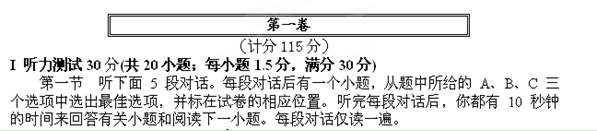 第一卷
(计分 115 分)
I 听力测试 30 分(共 20 小题；每小题 1.5 分，满分 30 分)
第一节 听下面 5 段对话。每段对话后有一个小题，从题中所给的 A、B、C 三
个选项中选出最佳选项，并标在试卷的相应位置。听完每段对话后，你都有 10 秒钟
的时间来回答有关小题和阅读下一小题。每段对话仅读一遍。